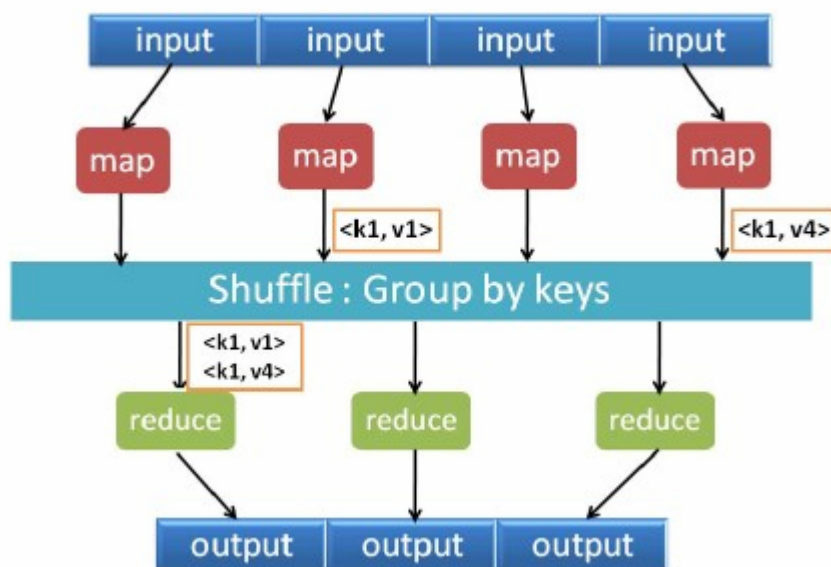 input input input input
map map map map
<k1, v1> <k1, v4>
Shuffle : Group by keys
<k1, v1>
<k1, v4>
reduce reduce reduce
output output output